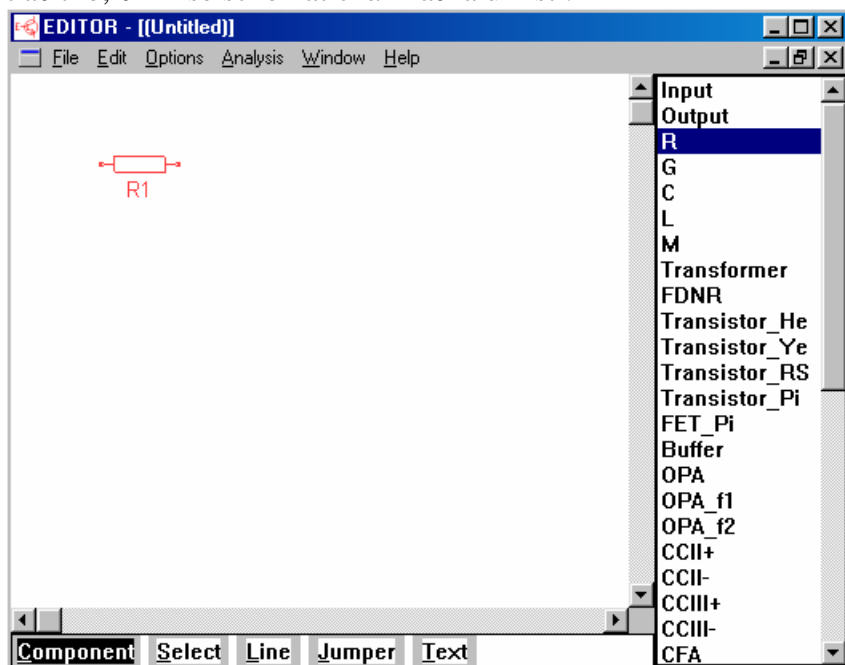 EDITOR - [(Untitled)]
File Edit Options Analysis Window Help
R1
Input
Output
R
G
C
L
M
Transformer
FDNR
Transistor_He
Transistor_Ye
Transistor_RS
Transistor_Pi
FET_Pi
Buffer
OPA
OPA_f1
OPA_f2
CCII+
CCII-
CCIII+
CCIII-
CFA
Component Select Line Jumper Text